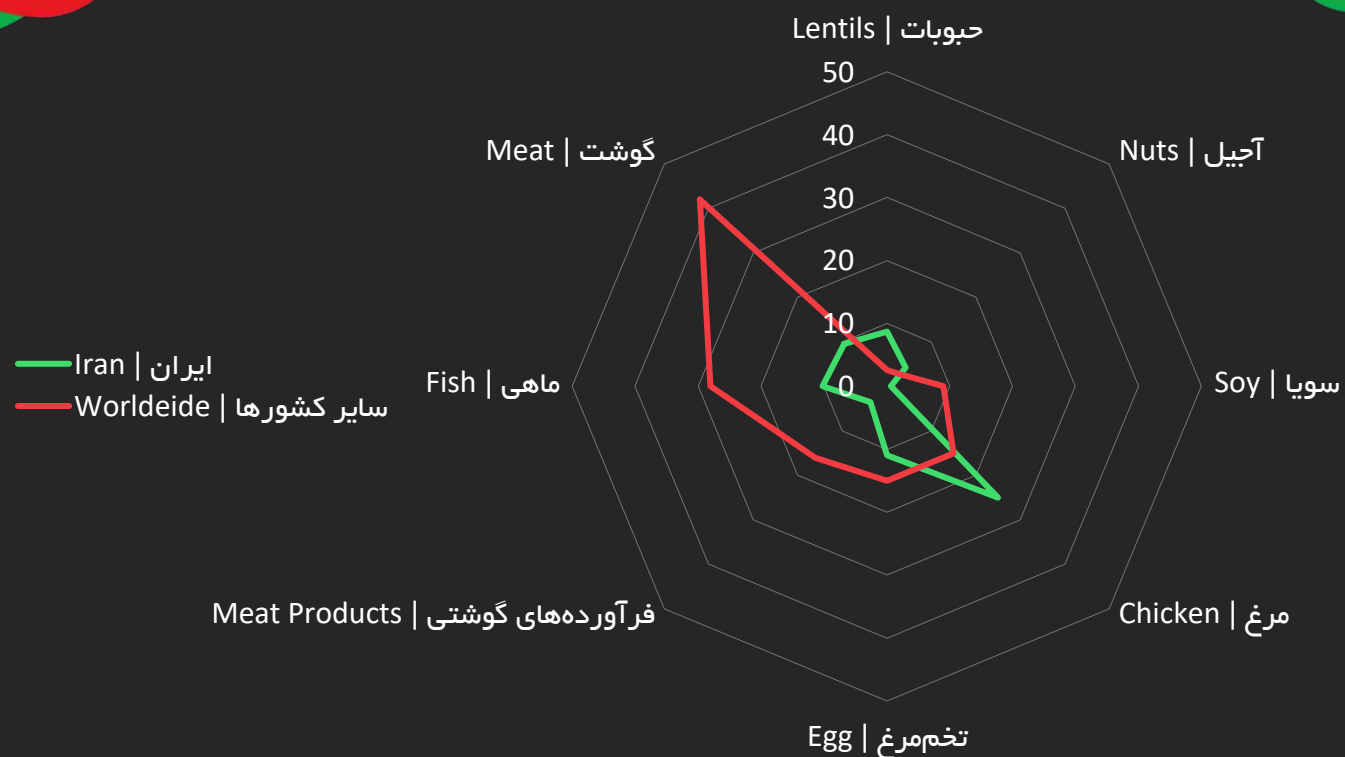 Lentils | حبوبات
50
40
30
20
10
0
Nuts | آجیل
Soy | سویا
Chicken | مرغ
Egg | تخم‌مرغ
Meat Products | فرآورده‌های گوشتی
Fish | ماهی
Meat | گوشت
Iran | ایران
Worldeide | سایر کشورها